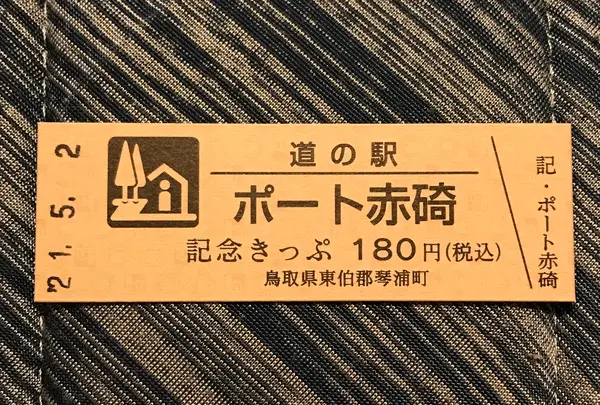 21.5.2
道の駅
ポート赤碕
記念きっぷ 180円(税込)
鳥取県東伯郡琴浦町
記・ポート赤碕